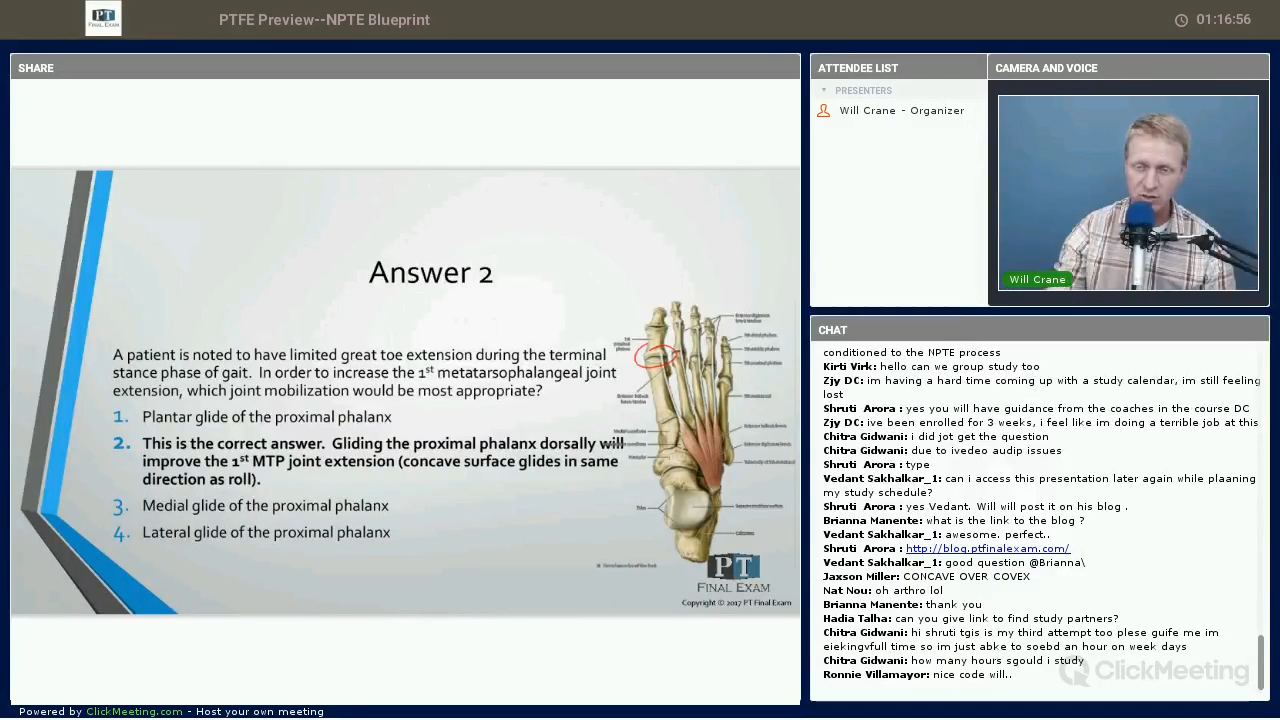 PT
FINAL EXAM
PTFE Preview--NPTE Blueprint
01:16:56
SHARE
Answer 2
A patient is noted to have limited great toe extension during the terminal
stance phase of gait. In order to increase the 1st metatarsophalangeal joint
extension, which joint mobilization would be most appropriate?
1. Plantar glide of the proximal phalanx
2. This is the correct answer. Gliding the proximal phalanx dorsally will
improve the 1st MTP joint extension (concave surface glides in same
direction as roll).
3. Medial glide of the proximal phalanx
4. Lateral glide of the proximal phalanx
PT
FINAL EXAM
Copyright © 2017 PT Final Exam
ATTENDEE LIST
PRESENTERS
Will Crane - Organizer
CAMERA AND VOICE
Will Crane
CHAT
conditioned to the NPTE process
Kirti Virk: hello can we group study too
Zjy DC: im having a hard time coming up with a study calendar, im still feeling
lost
Shruti Arora : yes you will have guidance from the coaches in the course DC
Zjy DC: ive been enrolled for 3 weeks, i feel like im doing a terrible job at this
Chitra Gidwani: i did jot get the question
Chitra Gidwani: due to ivedeo audip issues
Shruti Arora : type
Vedant Sakhalkar_1: can i access this presentation later again while plaaning
my study schedule?
Shruti Arora : yes Vedant. Will will post it on his blog .
Brianna Manente: what is the link to the blog ?
Vedant Sakhalkar_1: awesome. perfect..
Shruti Arora : http://blog.ptfinalexam.com/
Vedant Sakhalkar_1: good question @Brianna!
Jaxson Miller: CONCAVE OVER COVEX
Nat Nou: oh arthro lol
Brianna Manente: thank you
Hadia Talha: can you give link to find study partners?
Chitra Gidwani: hi shruti tgis is my third attempt too plese guife me im
eiekingvfull time so im just abke to soebd an hour on week days
Chitra Gidwani: how many hours sgould i study
Ronnie Villamayor: nice code will..
ClickMeeting
Powered by ClickMeeting.com - Host your own meeting